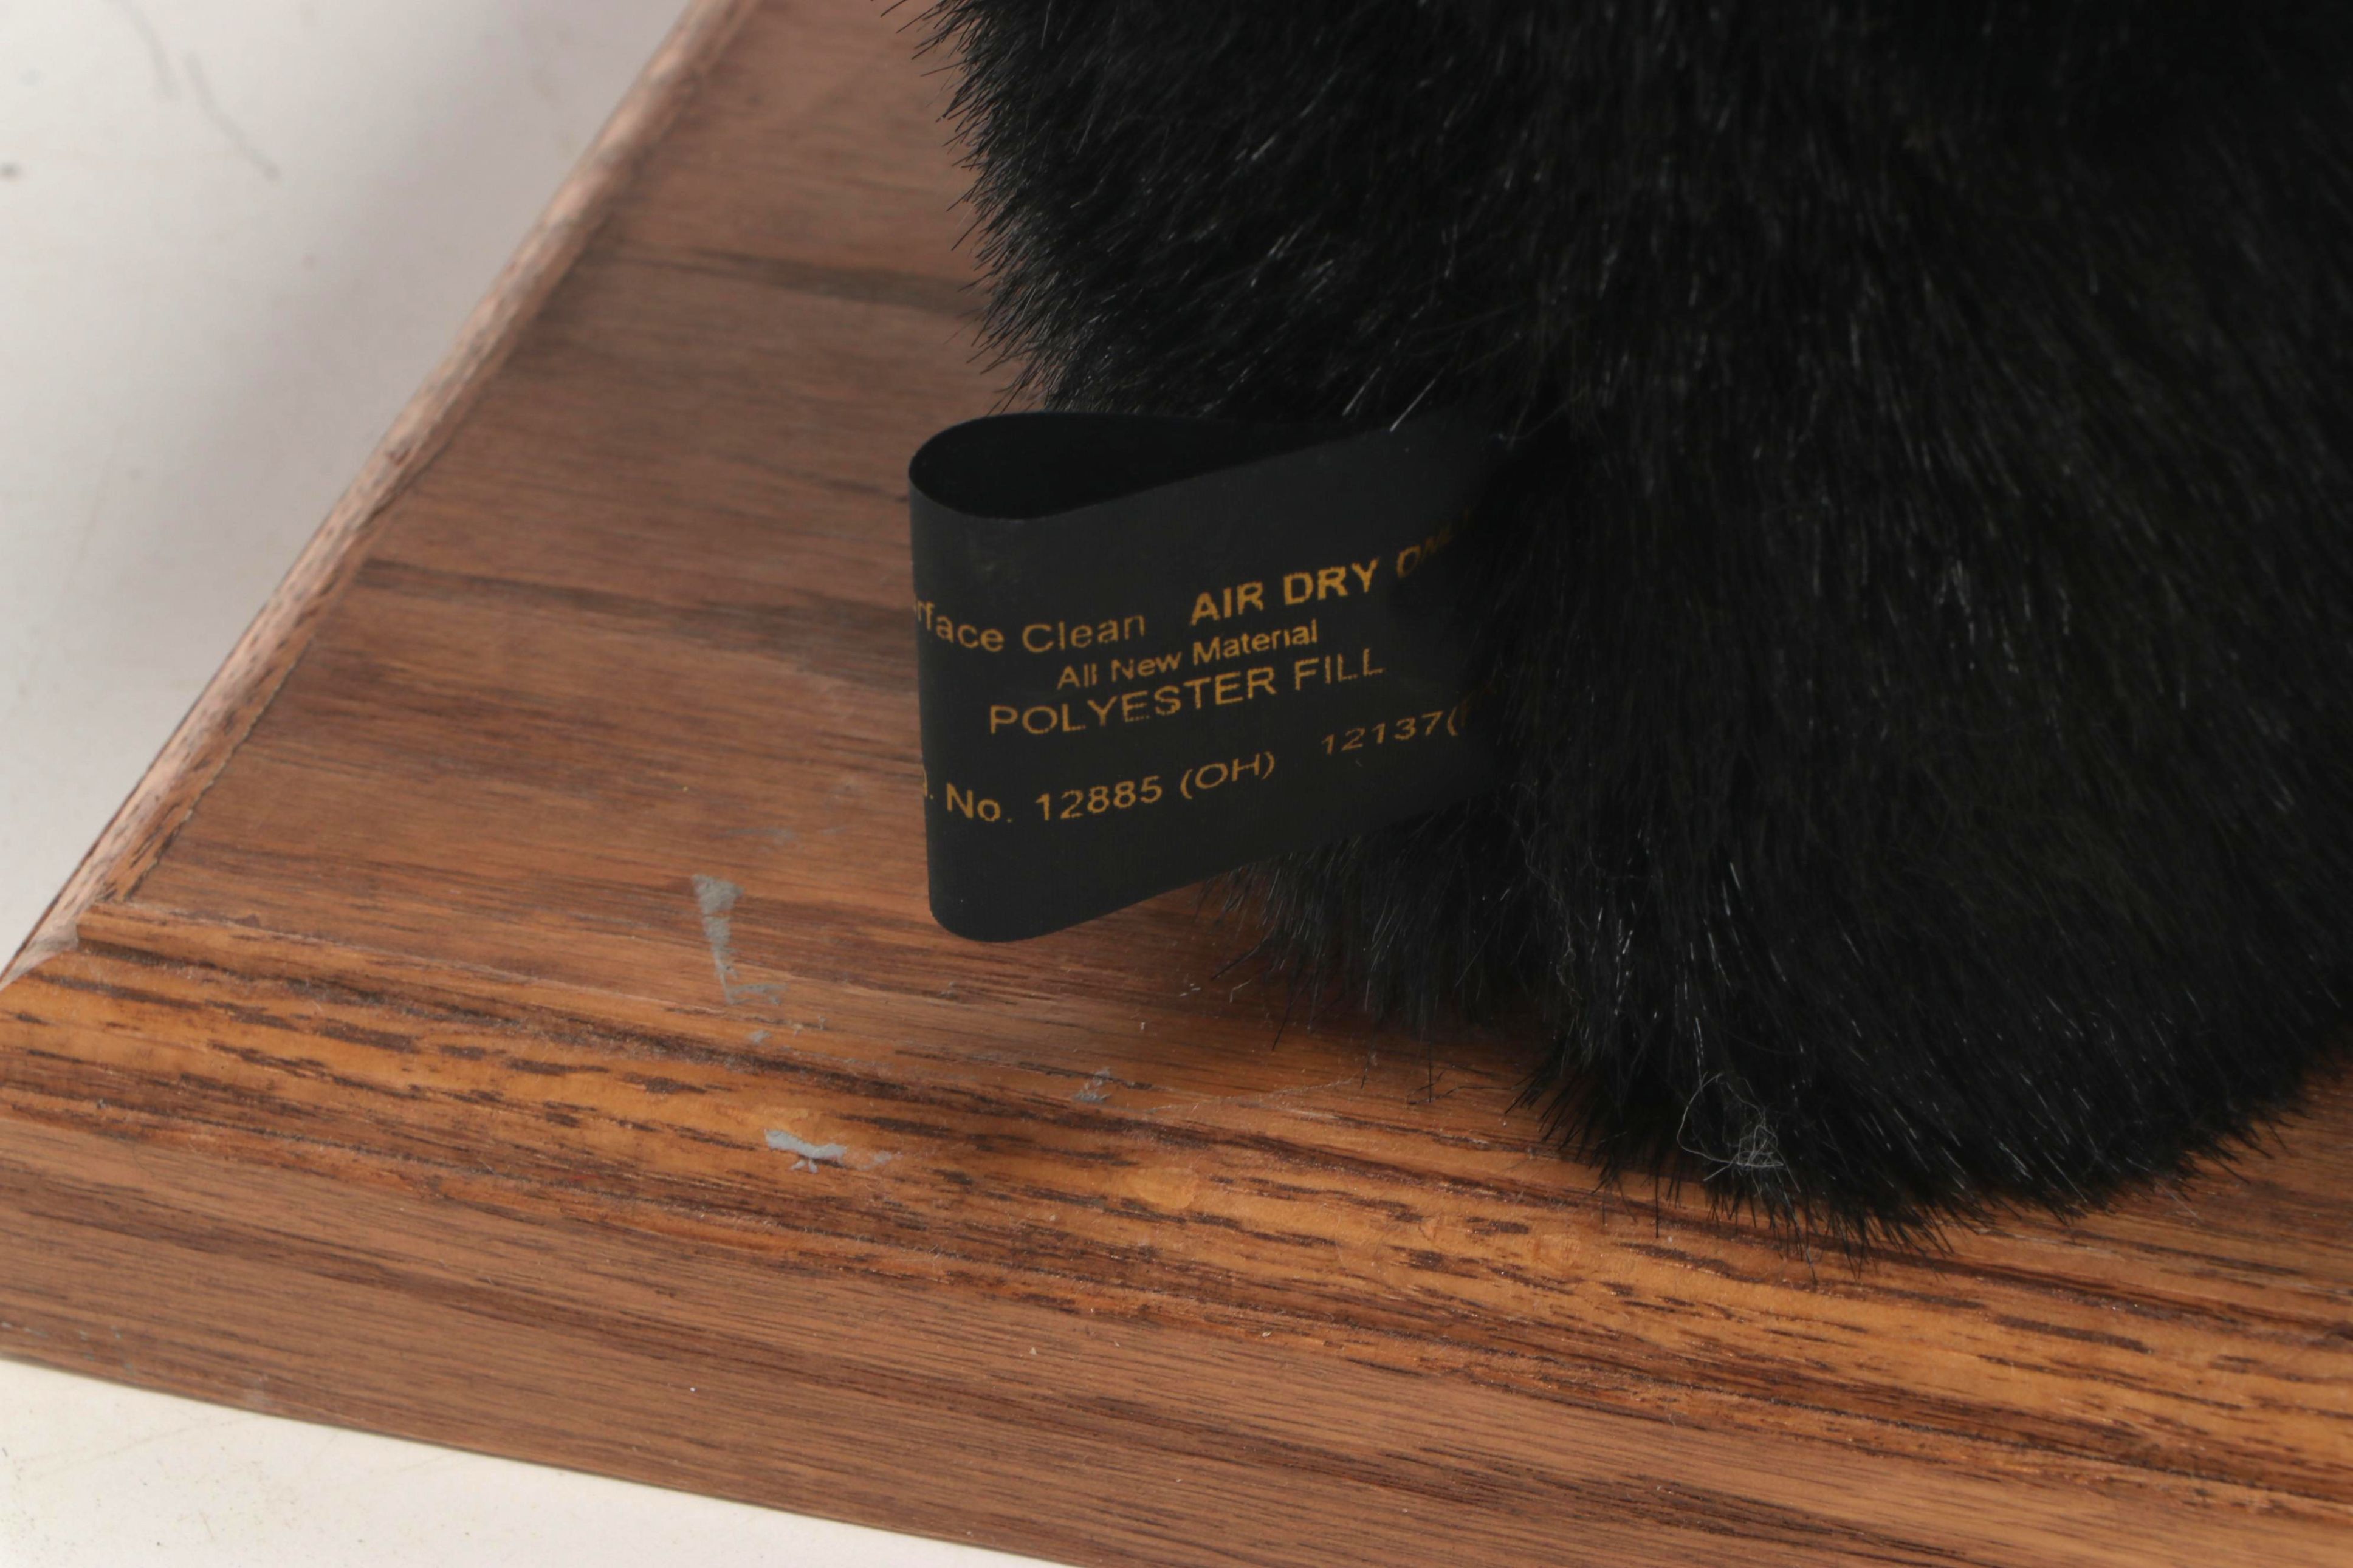 rface Clean AIR DRY
All New Material
POLYESTER FILL
. No. 12885 (OH) 12137(